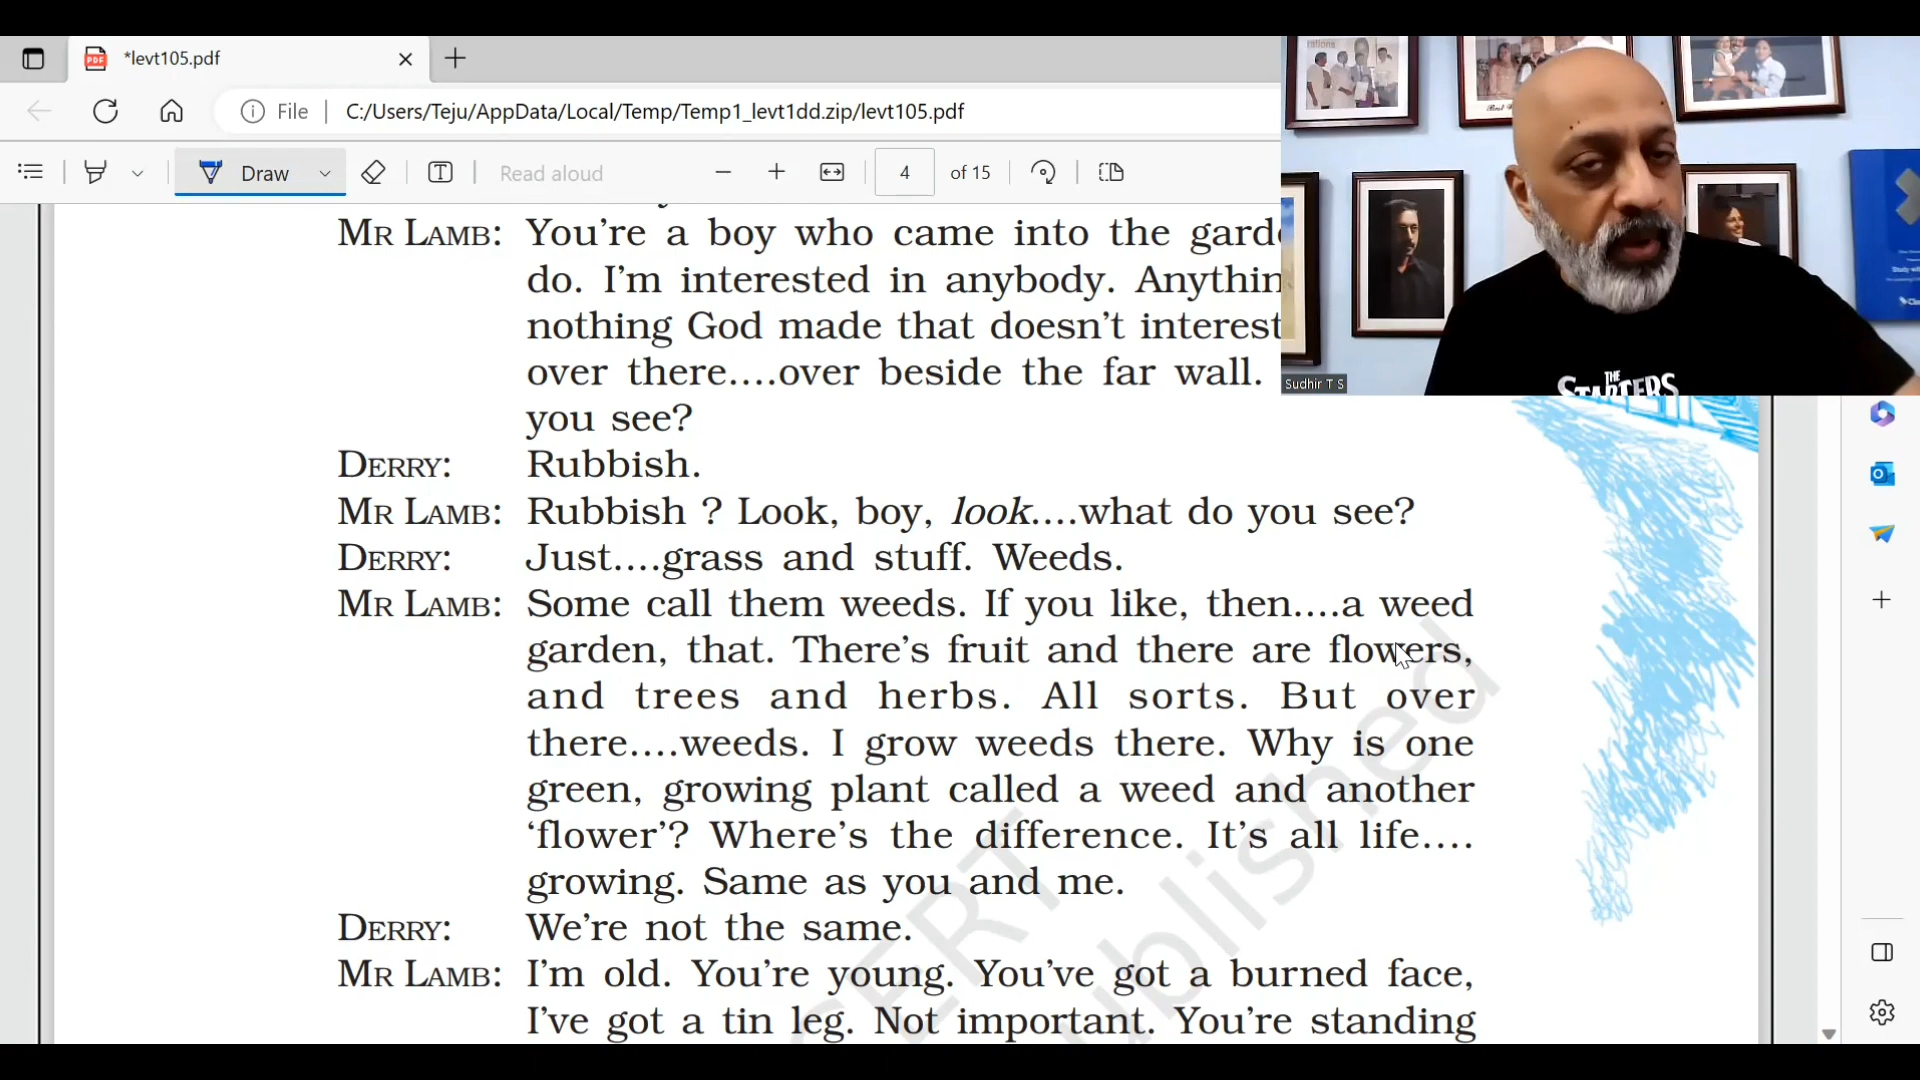 *levt105.pdf
File
C:/Users/Teju/AppData/Local/Temp/Temp1_levt1dd.zip/levt105.pdf
Draw
Read aloud
4 of 15
Sudhir T S
THE
STARTERS
MR LAMB: You're a boy who came into the
do. I'm interested in anybody.
nothing God made that doesn't interest
over there....over beside the far wall.
you see?
DERRY: Rubbish.
MR LAMB: Rubbish ? Look, boy, look....what do you see?
DERRY: Just....grass and stuff. Weeds.
MR LAMB: Some call them weeds. If you like, then....a weed
garden, that. There's fruit and there are flowers,
and trees and herbs. All sorts. But over
there....weeds. I grow weeds there. Why is one
green, growing plant called a weed and another
‘flower’? Where's the difference. It's all life....
growing. Same as you and me.
DERRY: We're not the same.
MR LAMB: I'm old. You're young. You've got a burned face,
I've got a tin leg. Not important. You're standing